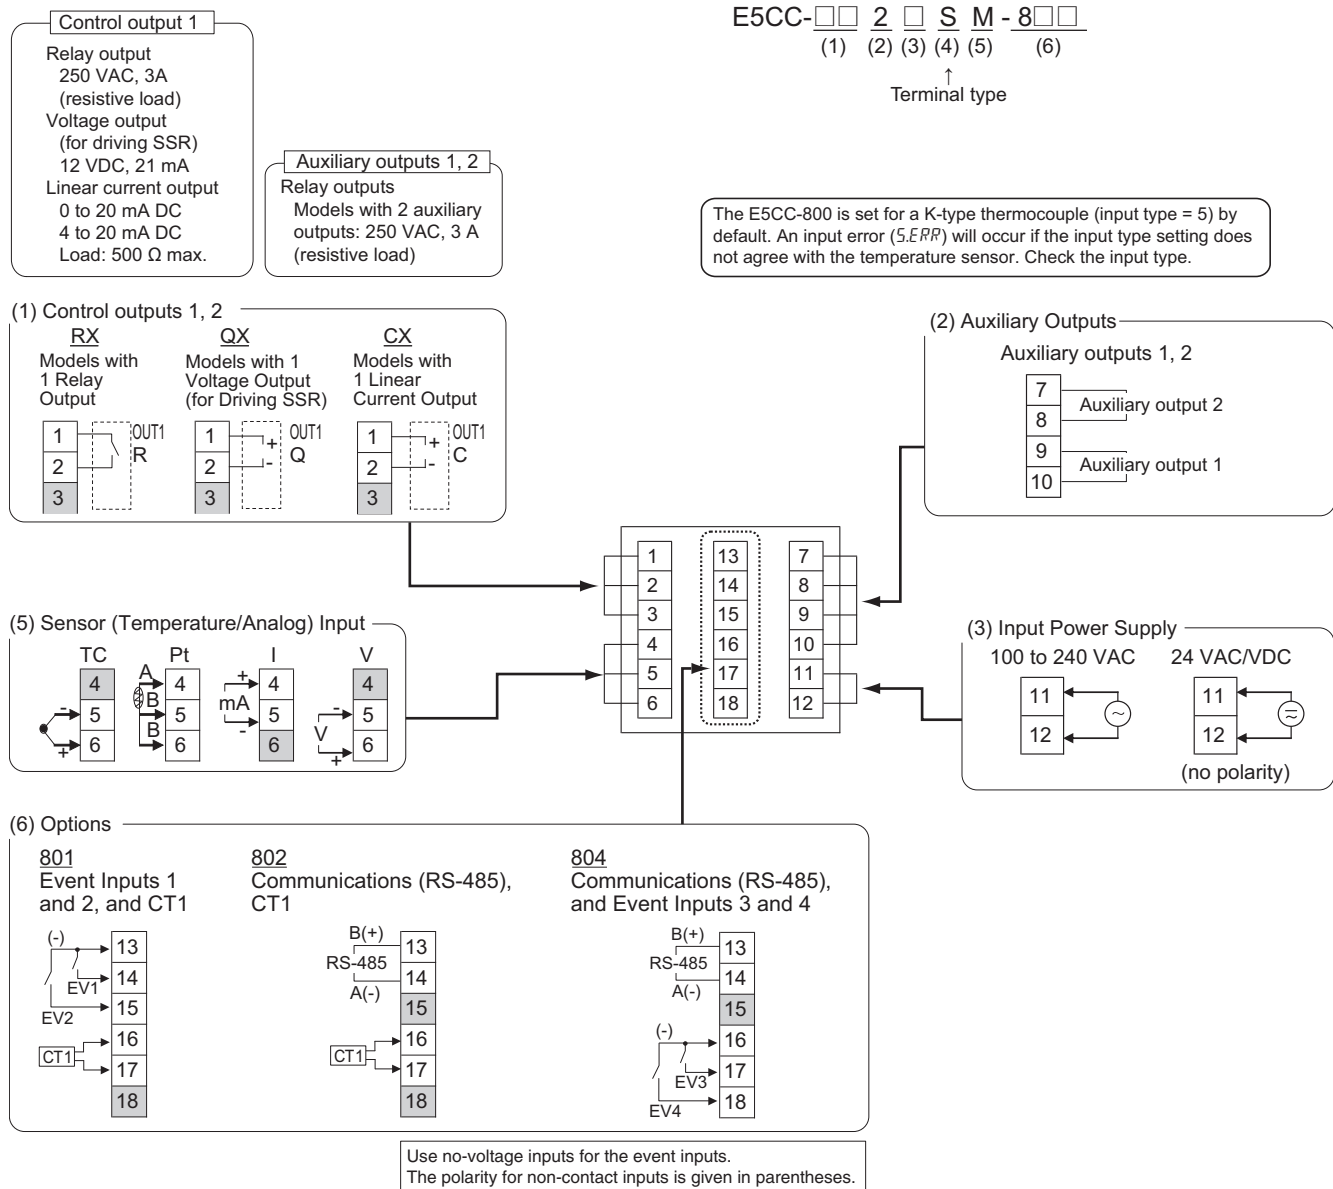 Control output 1
Relay output
250 VAC, 3A
(resistive load)
Voltage output
(for driving SSR)
12 VDC, 21 mA
Linear current output
0 to 20 mA DC
4 to 20 mA DC
Load: 500 Ω max.
Auxiliary outputs 1, 2
Relay outputs
Models with 2 auxiliary
outputs: 250 VAC, 3 A
(resistive load)
E5CC-□□ 2 □ S M - 8□□
(1) (2) (3) (4) (5) (6)
↑
Terminal type
The E5CC-800 is set for a K-type thermocouple (input type = 5) by
default. An input error (S.ERR) will occur if the input type setting does
not agree with the temperature sensor. Check the input type.
(1) Control outputs 1, 2
RX
Models with
1 Relay
Output
1
2
3
OUT1
R
QX
Models with 1
Voltage Output
(for Driving SSR)
1
2
3
+
-
OUT1
Q
CX
Models with
1 Linear
Current Output
1
2
3
+
-
OUT1
C
(2) Auxiliary Outputs
Auxiliary outputs 1, 2
7
8
9
10
Auxiliary output 2
Auxiliary output 1
1
2
3
4
5
6
13
14
15
16
17
18
7
8
9
10
11
12
(5) Sensor (Temperature/Analog) Input
TC
4
5
6
-
+
Pt
A
B
B
4
5
6
I
+
mA
-
4
5
6
V
-
V
+
4
5
6
(3) Input Power Supply
100 to 240 VAC
11
12
24 VAC/VDC
11
12
(no polarity)
(6) Options
801
Event Inputs 1
and 2, and CT1
(-)
EV1
EV2
CT1
13
14
15
16
17
18
802
Communications (RS-485),
CT1
B(+)
RS-485
A(-)
CT1
13
14
15
16
17
18
804
Communications (RS-485),
and Event Inputs 3 and 4
B(+)
RS-485
A(-)
(-)
EV3
EV4
13
14
15
16
17
18
Use no-voltage inputs for the event inputs.
The polarity for non-contact inputs is given in parentheses.